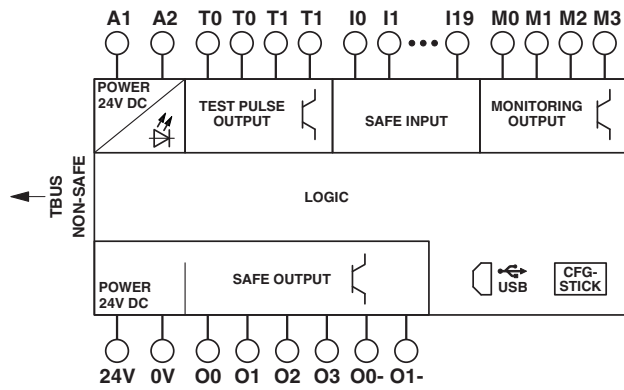 A1 A2 T0 T0 T1 T1 I0 I1 ••• I19 M0 M1 M2 M3
POWER
24V DC
TEST PULSE
OUTPUT
SAFE INPUT
MONITORING
OUTPUT
TBUS
NON-SAFE
LOGIC
POWER
24V DC
SAFE OUTPUT
USB
CFG-
STICK
24V 0V O0 O1 O2 O3 O0- O1-